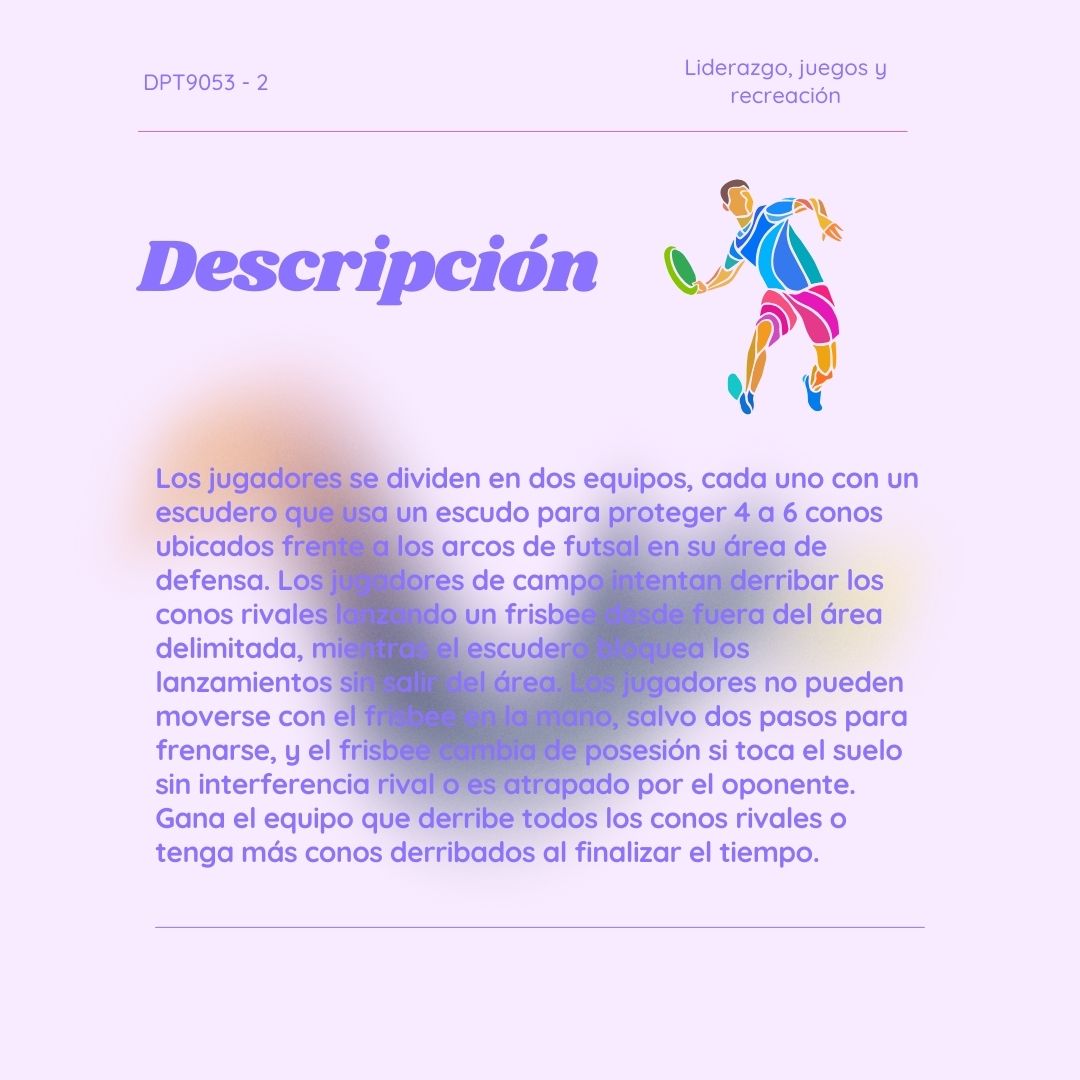 DPT9053 - 2
Liderazgo, juegos y
recreación
Descripción
Los jugadores se dividen en dos equipos, cada uno con un
escudero que usa un escudo para proteger 4 a 6 conos
ubicados frente a los arcos de futsal en su área de
defensa. Los jugadores de campo intentan derribar los
conos rivales lanzando un frisbee desde fuera del área
delimitada, mientras el escudero bloquea los
lanzamientos sin salir del área. Los jugadores no pueden
moverse con el frisbee en la mano, salvo dos pasos para
frenarse, y el frisbee cambia de posesión si toca el suelo
sin interferencia rival o es atrapado por el oponente.
Gana el equipo que derribe todos los conos rivales o
tenga más conos derribados al finalizar el tiempo.